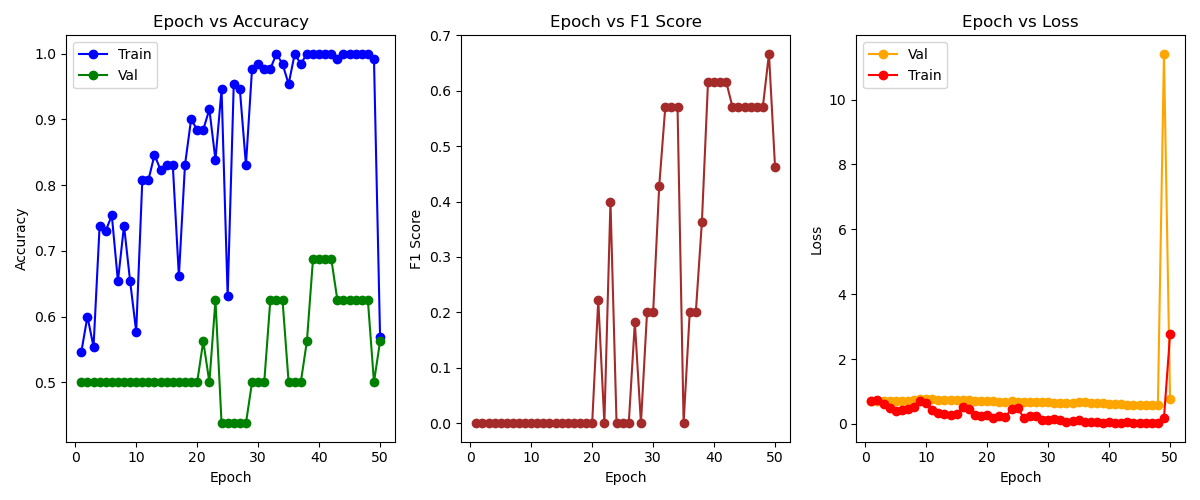 Epoch vs Accuracy
Train
Val
1.0
0.9
0.8
0.7
0.6
0.5
Accuracy
0 10 20 30 40 50
Epoch
Epoch vs F1 Score
0.7
0.6
0.5
0.4
0.3
0.2
0.1
0.0
F1 Score
0 10 20 30 40 50
Epoch
Epoch vs Loss
Val
Train
10
8
6
4
2
0
Loss
0 10 20 30 40 50
Epoch